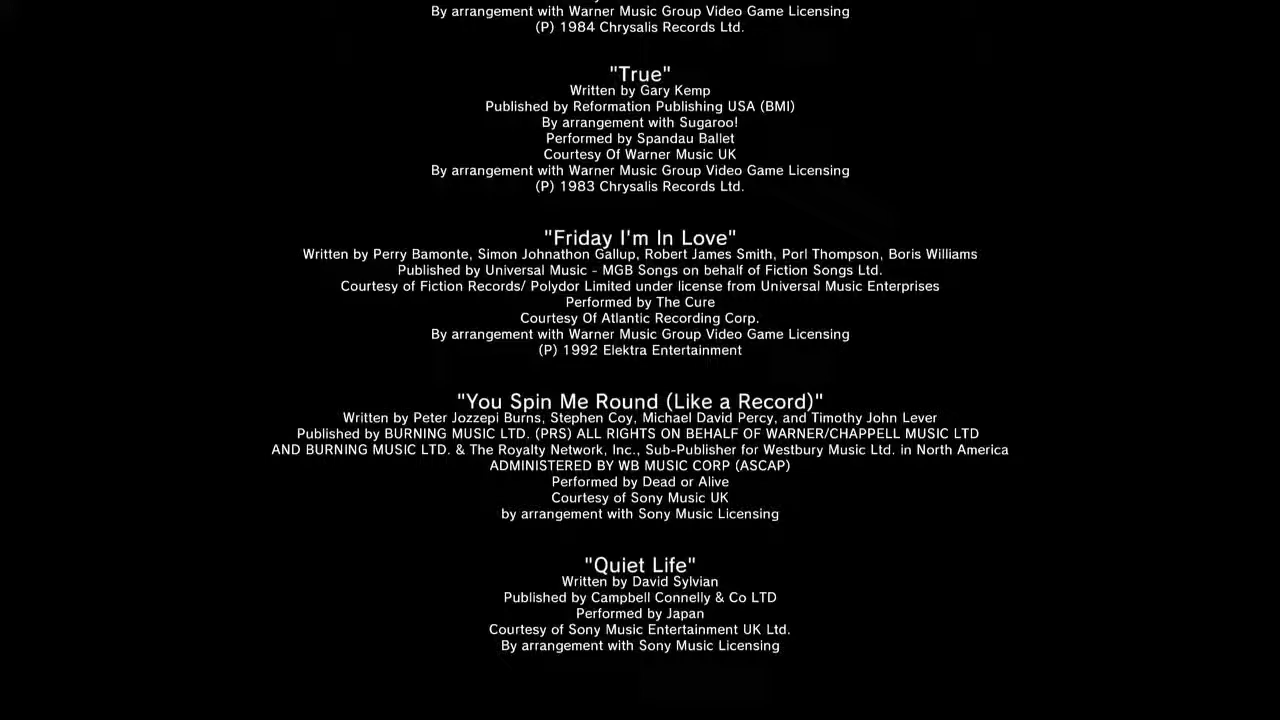 By arrangement with Warner Music Group Video Game Licensing
(P) 1984 Chrysalis Records Ltd.
"True"
Written by Gary Kemp
Published by Reformation Publishing USA (BMI)
By arrangement with Sugaroo!
Performed by Spandau Ballet
Courtesy Of Warner Music UK
By arrangement with Warner Music Group Video Game Licensing
(P) 1983 Chrysalis Records Ltd.
"Friday I'm In Love"
Written by Perry Bamonte, Simon Johnathon Gallup, Robert James Smith, Porl Thompson, Boris Williams
Published by Universal Music - MGB Songs on behalf of Fiction Songs Ltd.
Courtesy of Fiction Records/ Polydor Limited under license from Universal Music Enterprises
Performed by The Cure
Courtesy Of Atlantic Recording Corp.
By arrangement with Warner Music Group Video Game Licensing
(P) 1992 Elektra Entertainment
"You Spin Me Round (Like a Record)"
Written by Peter Jozzepi Burns, Stephen Coy, Michael David Percy, and Timothy John Lever
Published by BURNING MUSIC LTD. (PRS) ALL RIGHTS ON BEHALF OF WARNER/CHAPPELL MUSIC LTD
AND BURNING MUSIC LTD. & The Royalty Network, Inc., Sub-Publisher for Westbury Music Ltd. in North America
ADMINISTERED BY WB MUSIC CORP (ASCAP)
Performed by Dead or Alive
Courtesy of Sony Music UK
by arrangement with Sony Music Licensing
"Quiet Life"
Written by David Sylvian
Published by Campbell Connelly & Co LTD
Performed by Japan
Courtesy of Sony Music Entertainment UK Ltd.
By arrangement with Sony Music Licensing